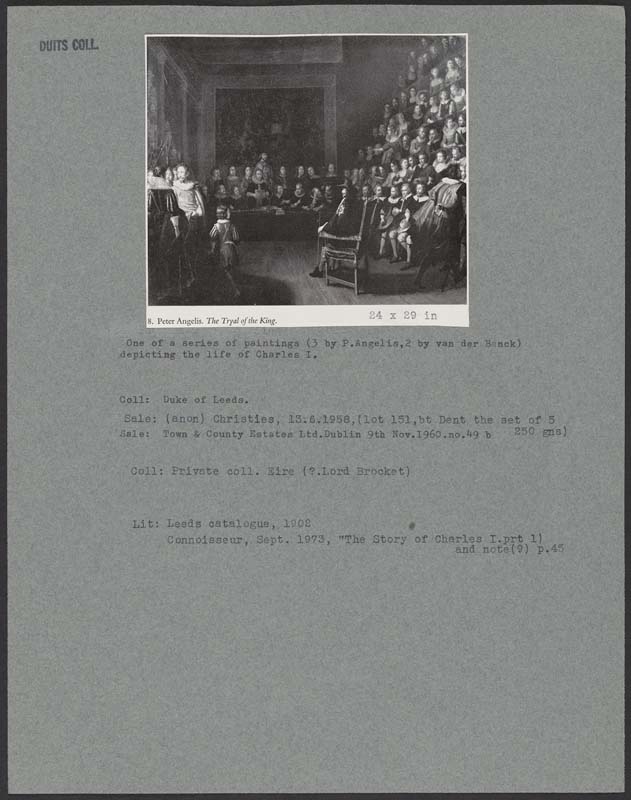 DUITS COLL.
8. Peter Angelis. The Tryal of the King.
24 x 29 in
One of a series of paintings (3 by P.Angelis,2 by van der Banck)
depicting the life of Charles I.
Coll: Duke of Leeds.
Sale: (anon) Christies, 13.6.1958,(lot 151,bt Dent the set of 5
250 gns)
Sale: Town & County Estates Ltd.Dublin 9th Nov.1960.no.49 b
Coll: Private coll. Eire (?.Lord Brocket)
Lit: Leeds catalogue, 1902
Connoisseur, Sept. 1973, "The Story of Charles I.prt 1)
and note(9) p.45